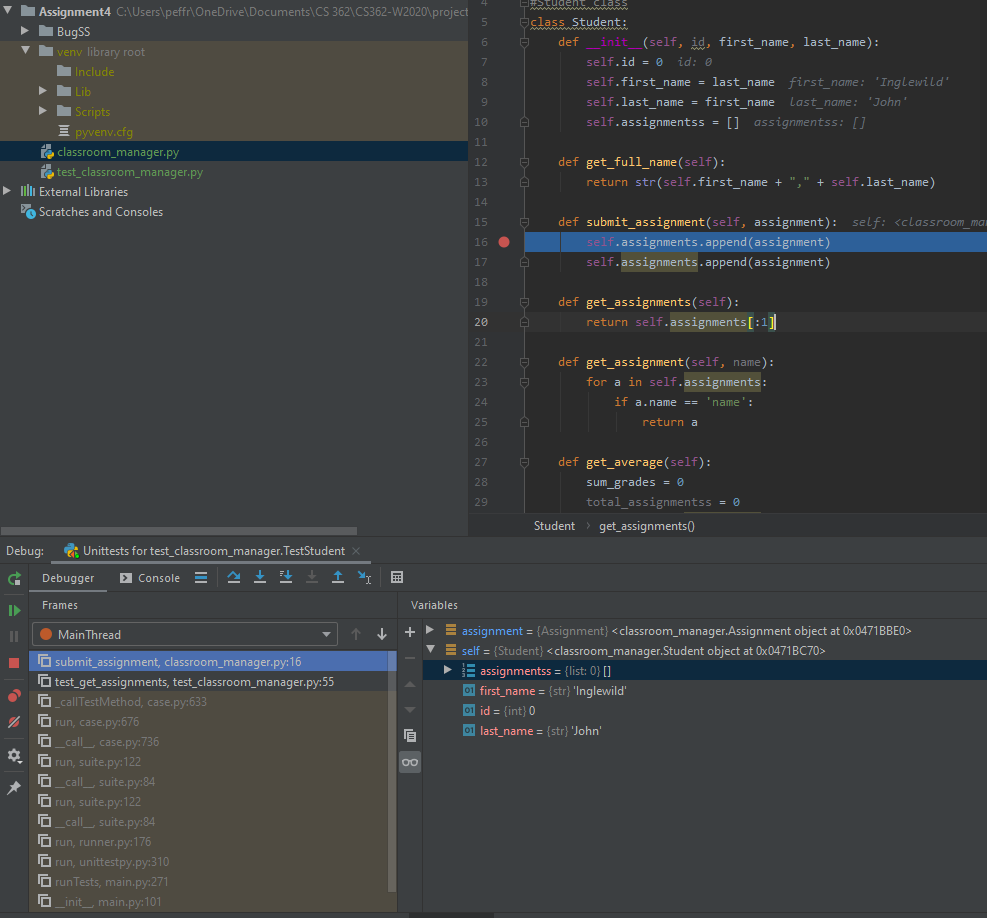 Assignment4 C:\Users\peffr\OneDrive\Documents\CS 362\CS362-W2020\project
BugSS
venv library root
Include
Lib
Scripts
pyvenv.cfg
classroom_manager.py
test_classroom_manager.py
External Libraries
Scratches and Consoles
4 #Student class
5 class Student:
6 def __init__(self, id, first_name, last_name):
7 self.id = 0 id: 0
8 self.first_name = last_name first_name: 'Inglewild'
9 self.last_name = first_name last_name: 'John'
10 self.assignmentss = [] assignmentss: []
11
12 def get_full_name(self):
13 return str(self.first_name + "," + self.last_name)
14
15 def submit_assignment(self, assignment): self: <classroom_ma
16 self.assignments.append(assignment)
17 self.assignments.append(assignment)
18
19 def get_assignments(self):
20 return self.assignments[:1]
21
22 def get_assignment(self, name):
23 for a in self.assignments:
24 if a.name == 'name':
25 return a
26
27 def get_average(self):
28 sum_grades = 0
29 total_assignmentss = 0
Student › get_assignments()
Debug: Unittests for test_classroom_manager.TestStudent ×
Debugger Console
Frames
MainThread
submit_assignment, classroom_manager.py:16
test_get_assignments, test_classroom_manager.py:55
_callTestMethod, case.py:633
run, case.py:676
__call__, case.py:736
run, suite.py:122
__call__, suite.py:84
run, suite.py:122
__call__, suite.py:84
run, runner.py:176
run, unittestpy.py:310
runTests, main.py:271
__init__, main.py:101
Variables
assignment = {Assignment} <classroom_manager.Assignment object at 0x0471BBE0>
self = {Student} <classroom_manager.Student object at 0x0471BC70>
assignmentss = {list: 0} []
01 first_name = {str} 'Inglewild'
01 id = {int} 0
01 last_name = {str} 'John'